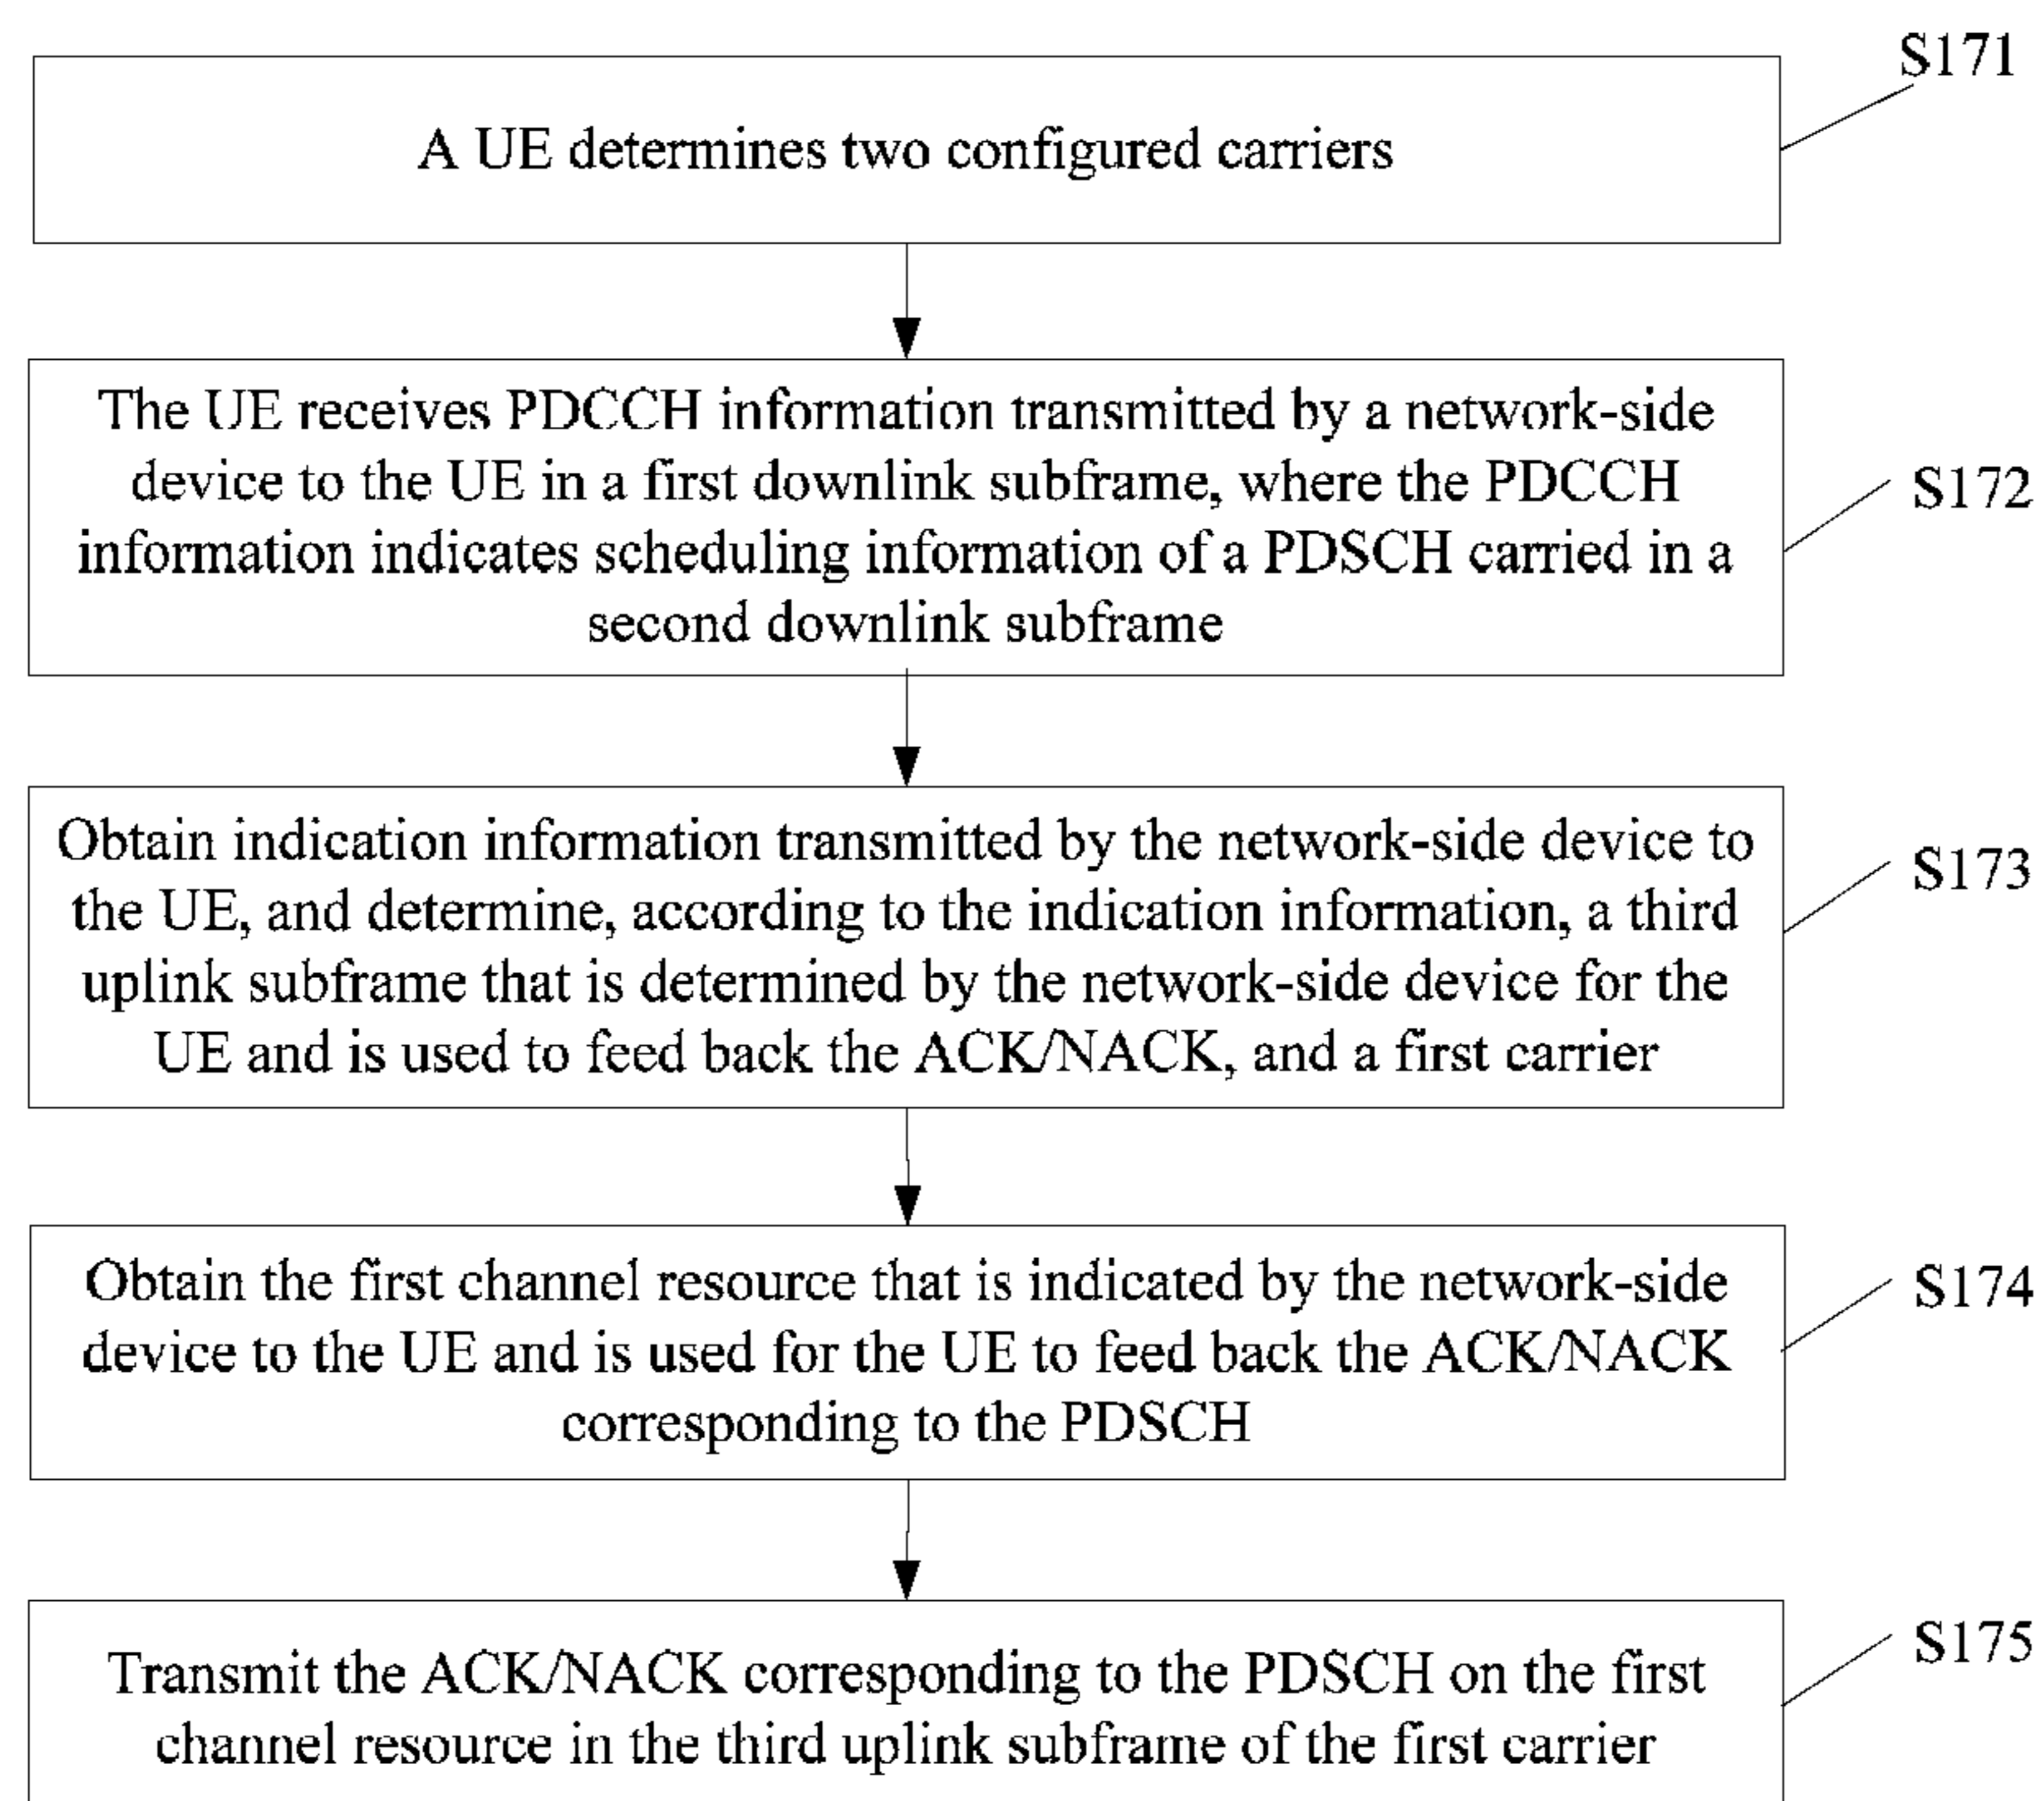 S171
A UE determines two configured carriers
The UE receives PDCCH information transmitted by a network-side
device to the UE in a first downlink subframe, where the PDCCH
information indicates scheduling information of a PDSCH carried in a
second downlink subframe
S172
Obtain indication information transmitted by the network-side device to
the UE, and determine, according to the indication information, a third
uplink subframe that is determined by the network-side device for the
UE and is used to feed back the ACK/NACK, and a first carrier
S173
Obtain the first channel resource that is indicated by the network-side
device to the UE and is used for the UE to feed back the ACK/NACK
corresponding to the PDSCH
S174
Transmit the ACK/NACK corresponding to the PDSCH on the first
channel resource in the third uplink subframe of the first carrier
S175